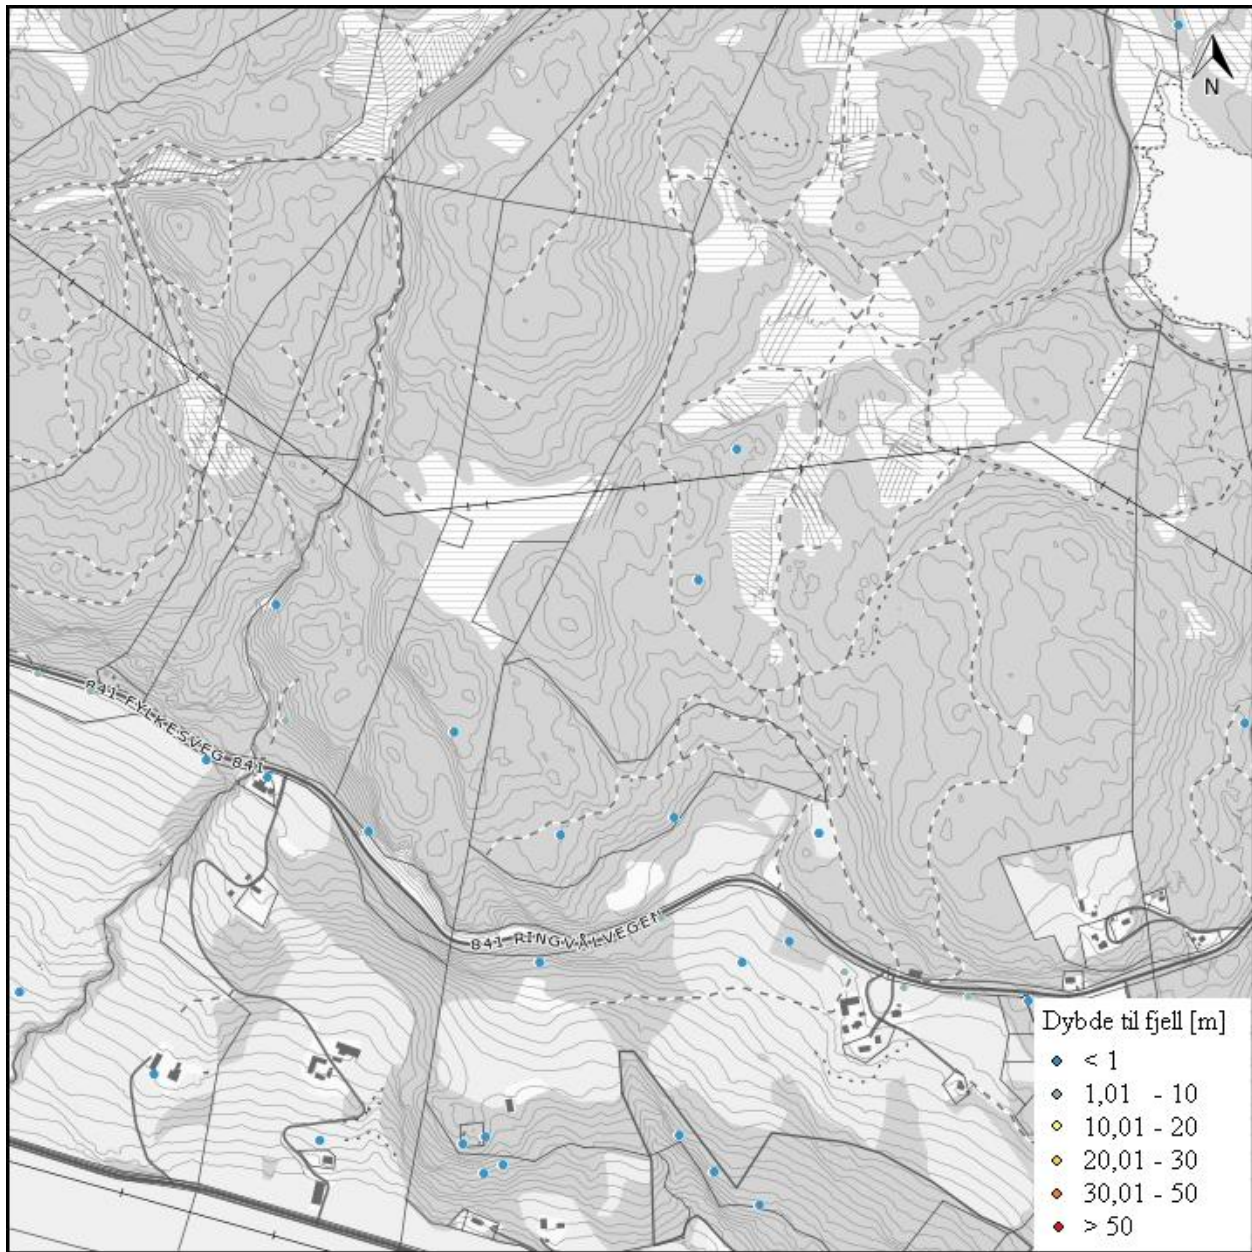 N
841 FYLKESVEG 841
841 RINGVÅLVEGEN
Dybde til fjell [m]
< 1
1,01 - 10
10,01 - 20
20,01 - 30
30,01 - 50
> 50